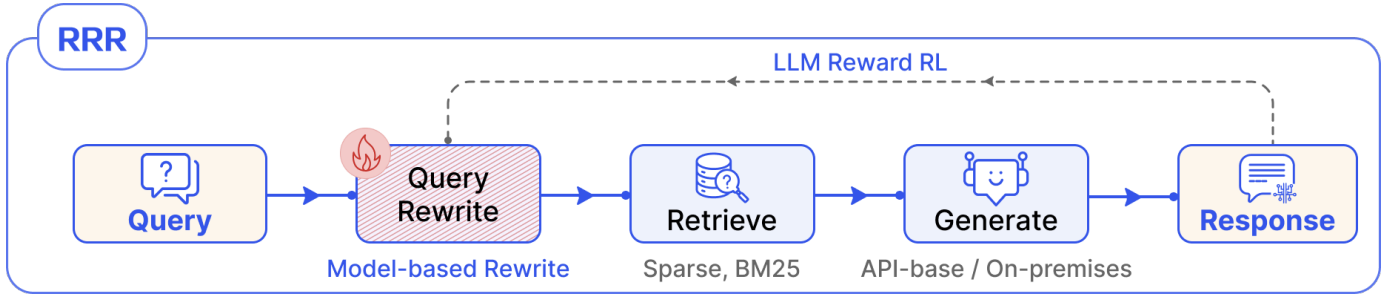 RRR
LLM Reward RL
?
Query
Query
Rewrite
?
Retrieve
Generate
Response
Model-based Rewrite
Sparse, BM25
API-base / On-premises